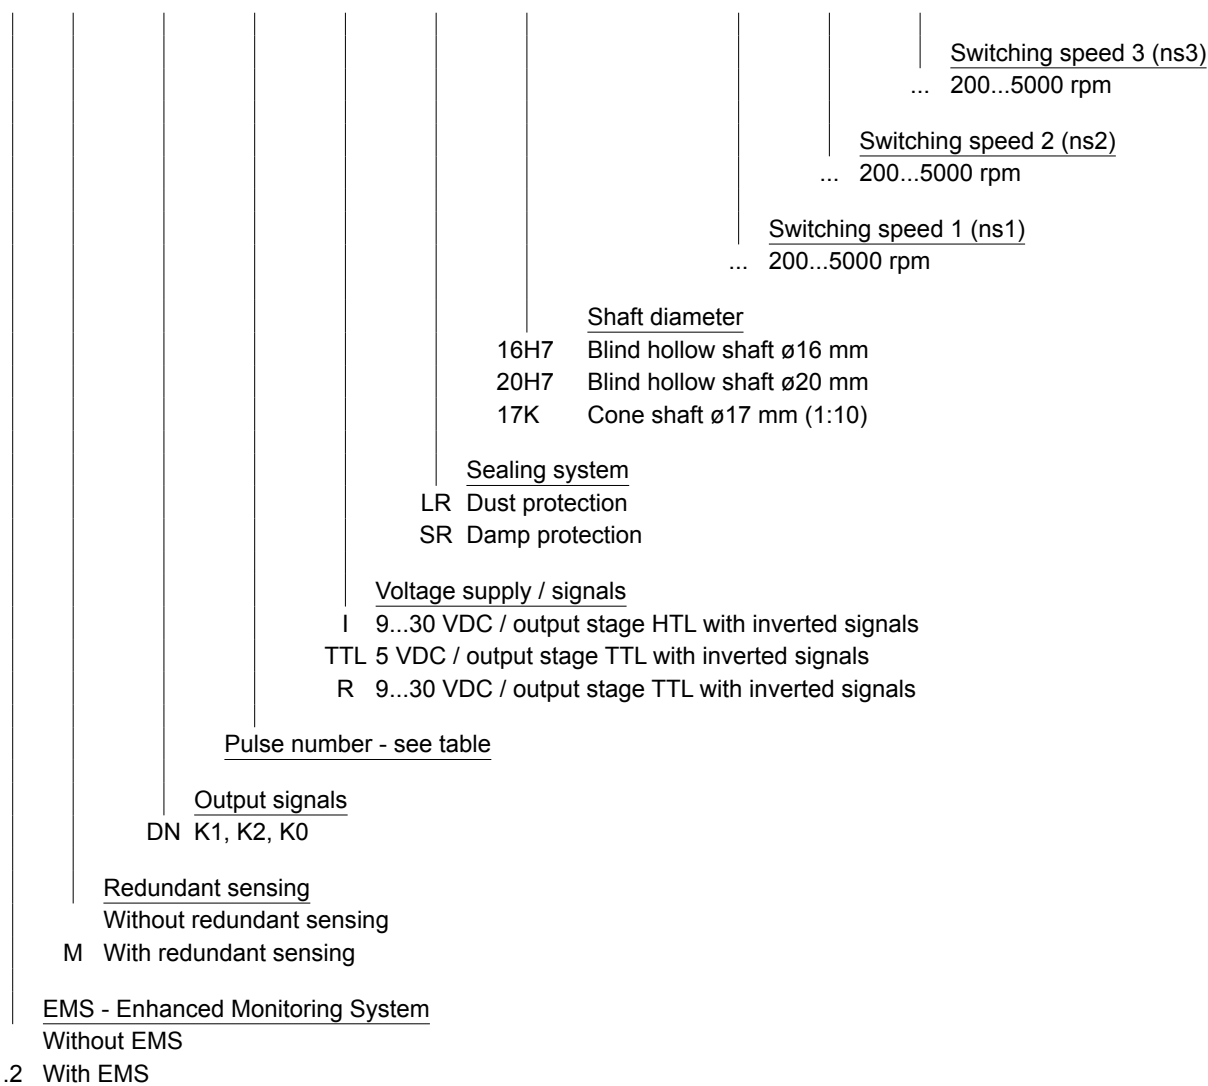 Switching speed 3 (ns3)
... 200...5000 rpm
Switching speed 2 (ns2)
... 200...5000 rpm
Switching speed 1 (ns1)
... 200...5000 rpm
Shaft diameter
16H7 Blind hollow shaft ø16 mm
20H7 Blind hollow shaft ø20 mm
17K Cone shaft ø17 mm (1:10)
Sealing system
LR Dust protection
SR Damp protection
Voltage supply / signals
I 9...30 VDC / output stage HTL with inverted signals
TTL 5 VDC / output stage TTL with inverted signals
R 9...30 VDC / output stage TTL with inverted signals
Pulse number - see table
Output signals
DN K1, K2, K0
Redundant sensing
Without redundant sensing
M With redundant sensing
EMS - Enhanced Monitoring System
Without EMS
.2 With EMS